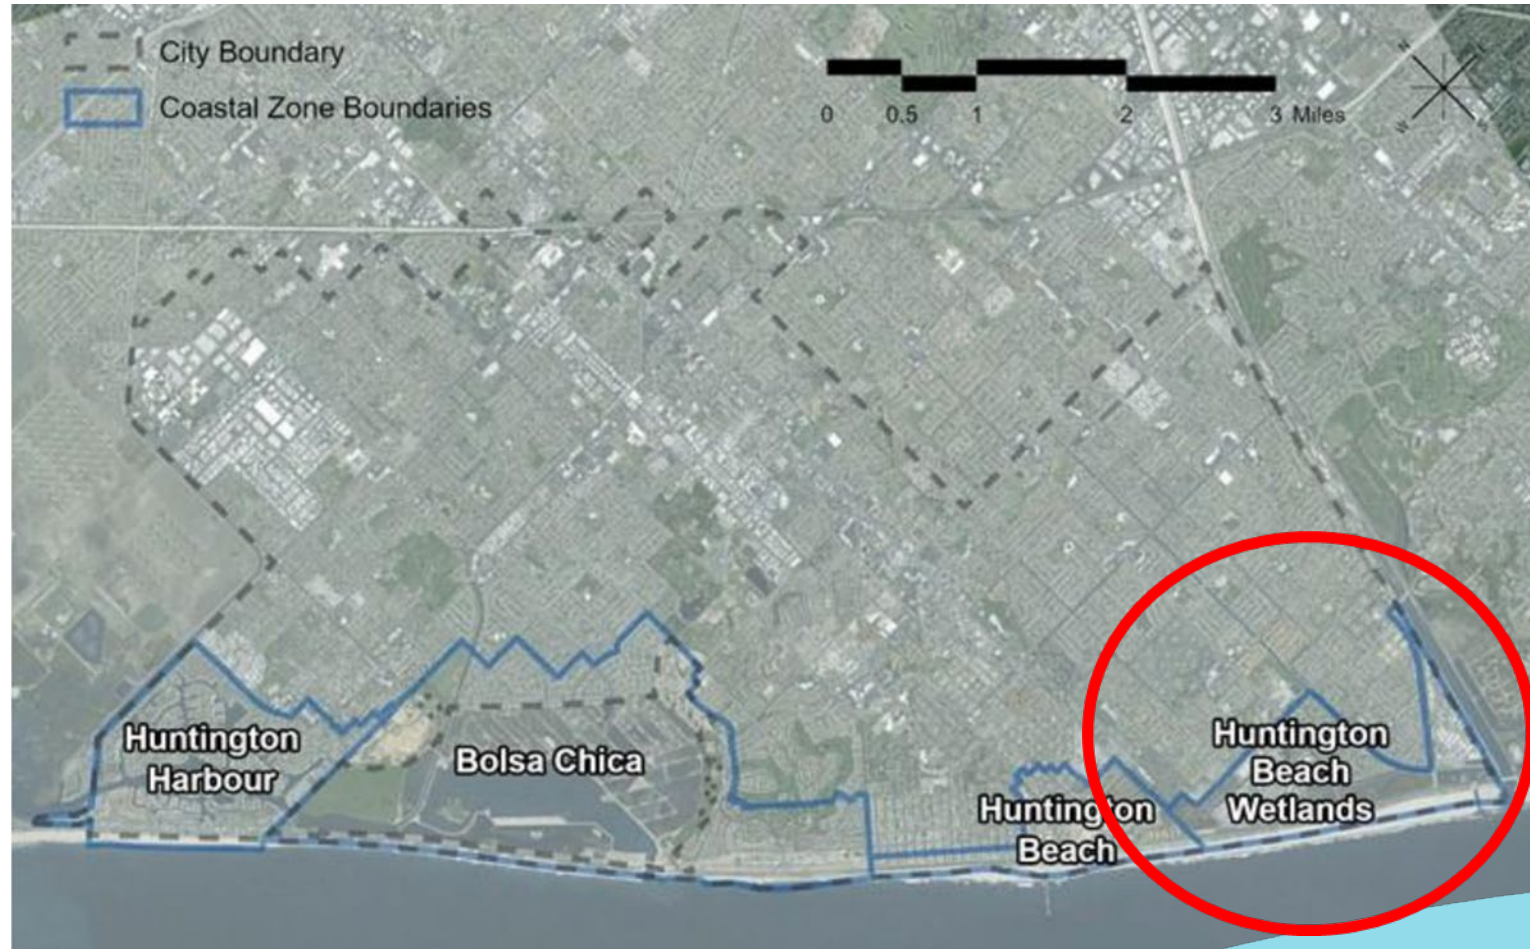 City Boundary
Coastal Zone Boundaries
0 0.5 1 2 3 Miles
N
E
W
S
Huntington
Harbour
Bolsa Chica
Huntington
Beach
Huntington
Beach
Wetlands